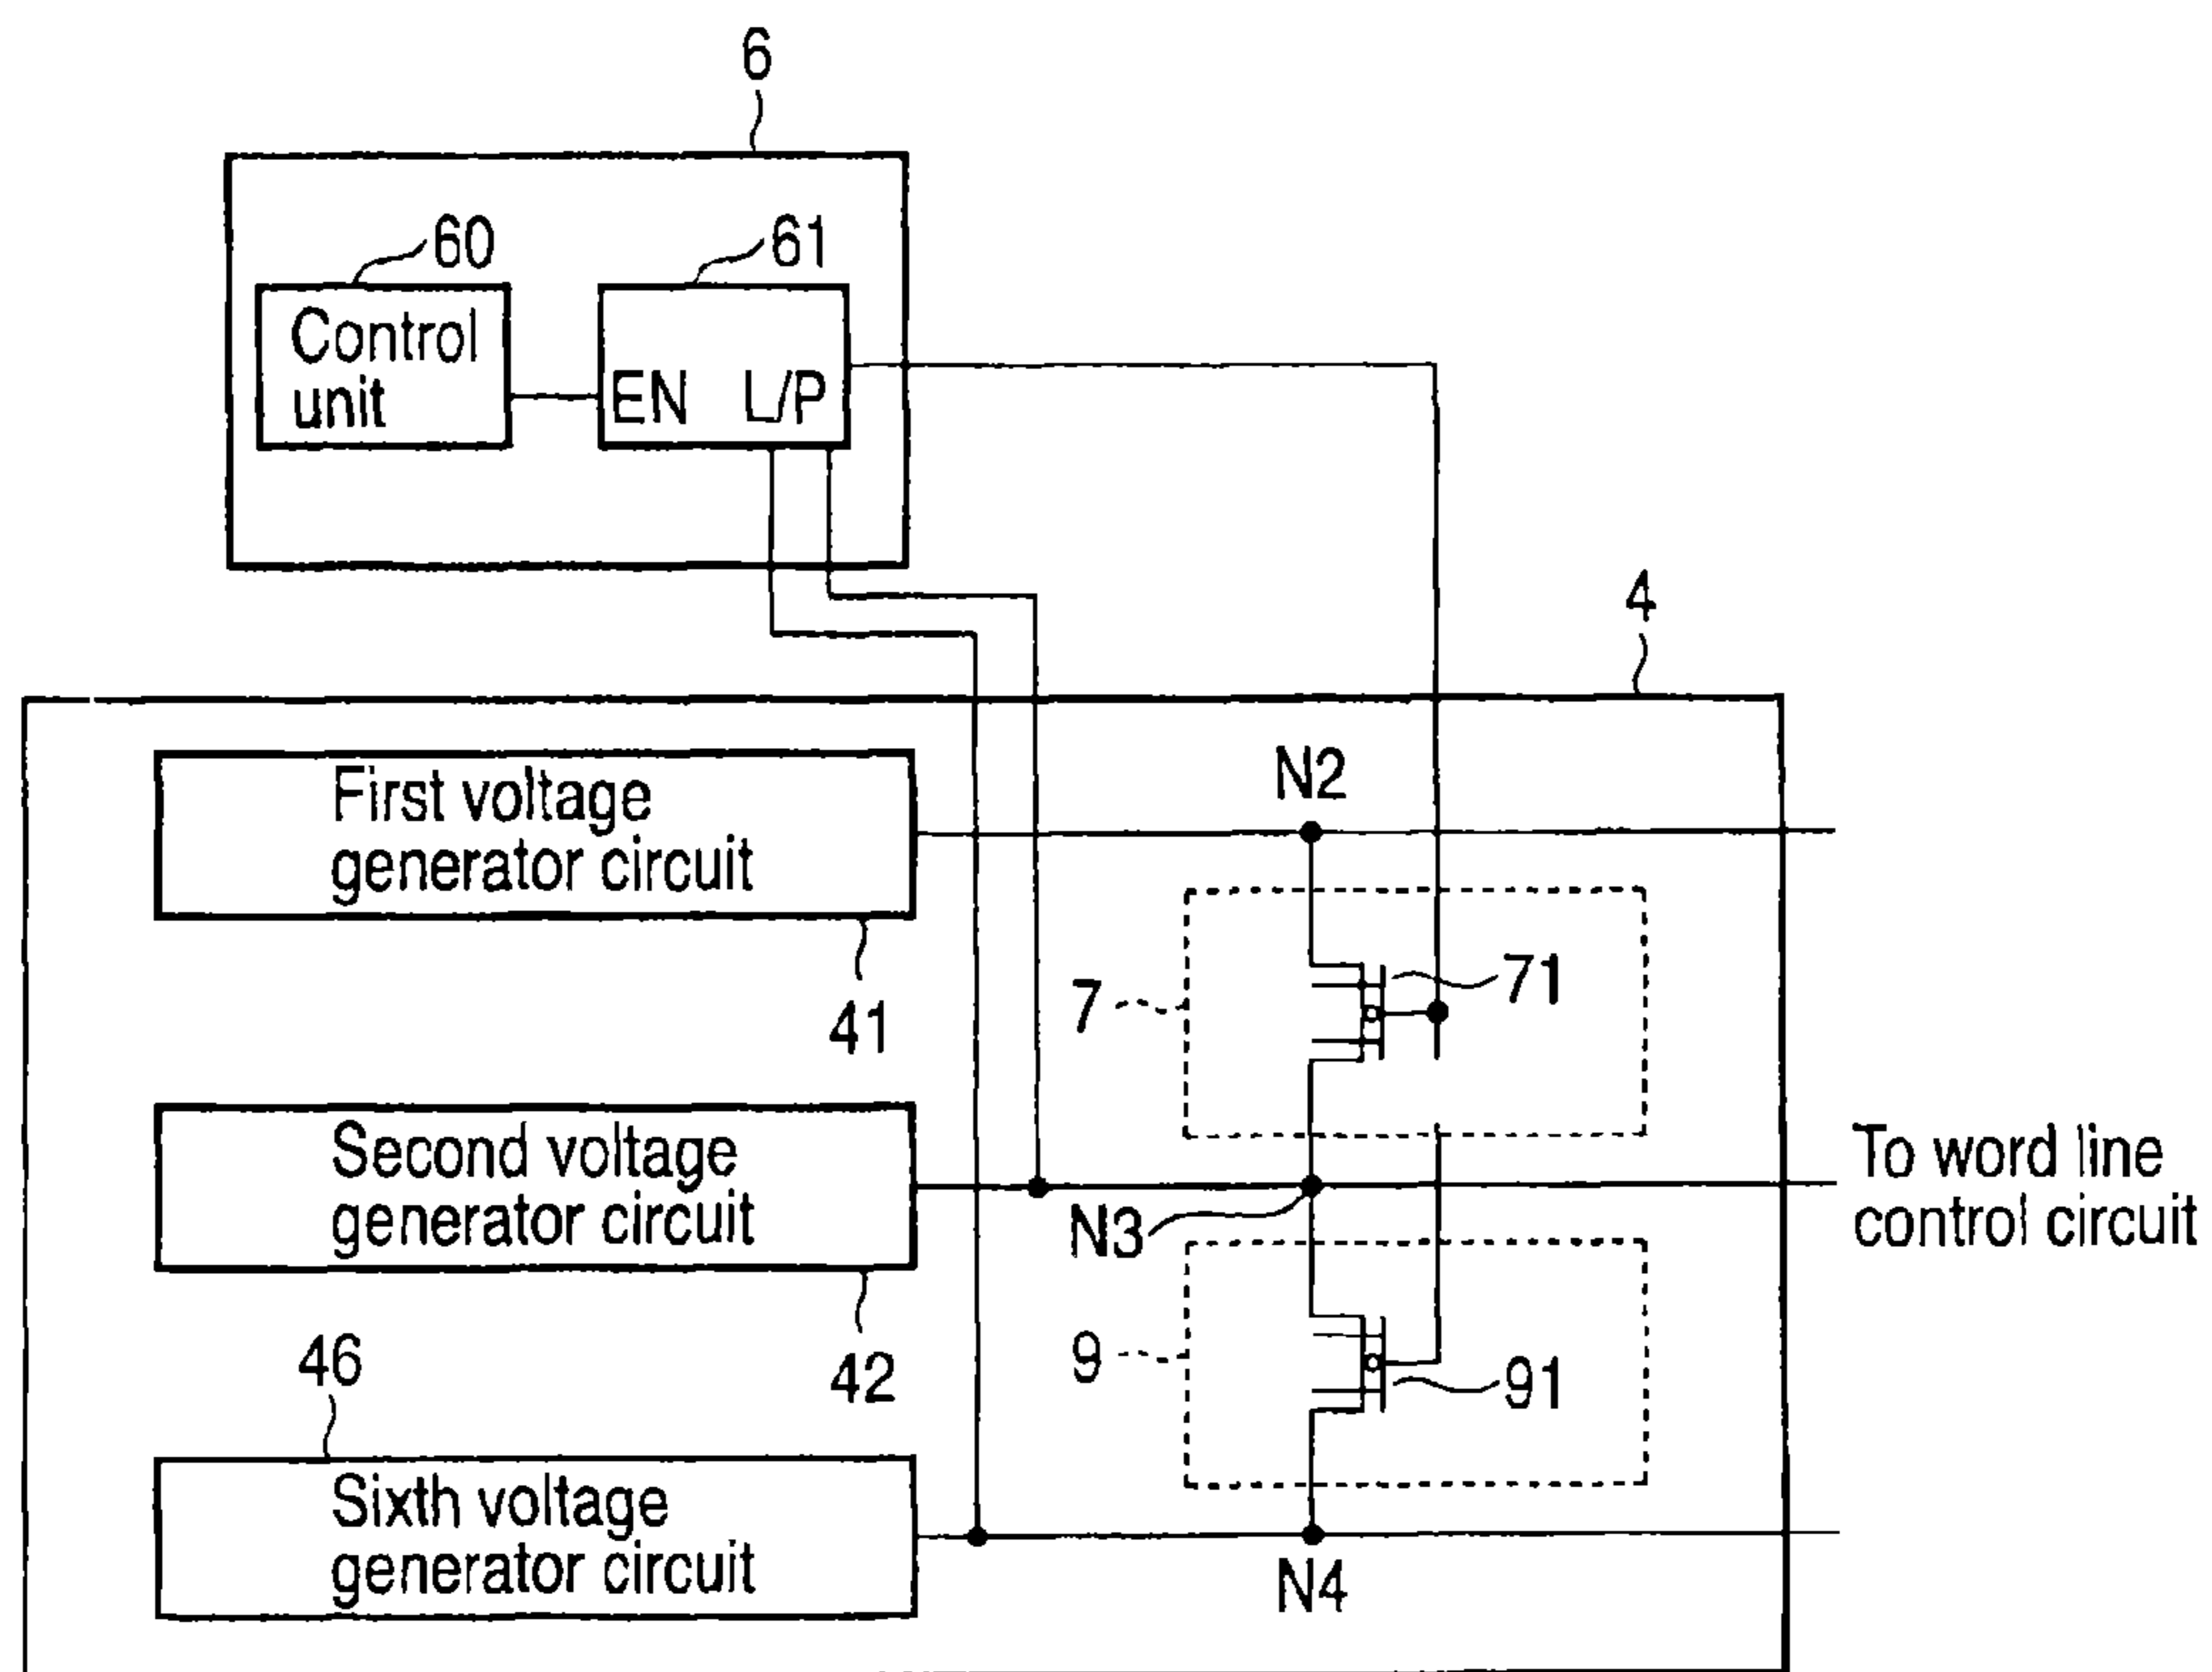 6
60
61
Control
unit
EN L/P
4
First voltage
generator circuit
N2
41
7
71
Second voltage
generator circuit
N3
To word line
control circuit
42
9
91
46
Sixth voltage
generator circuit
N4